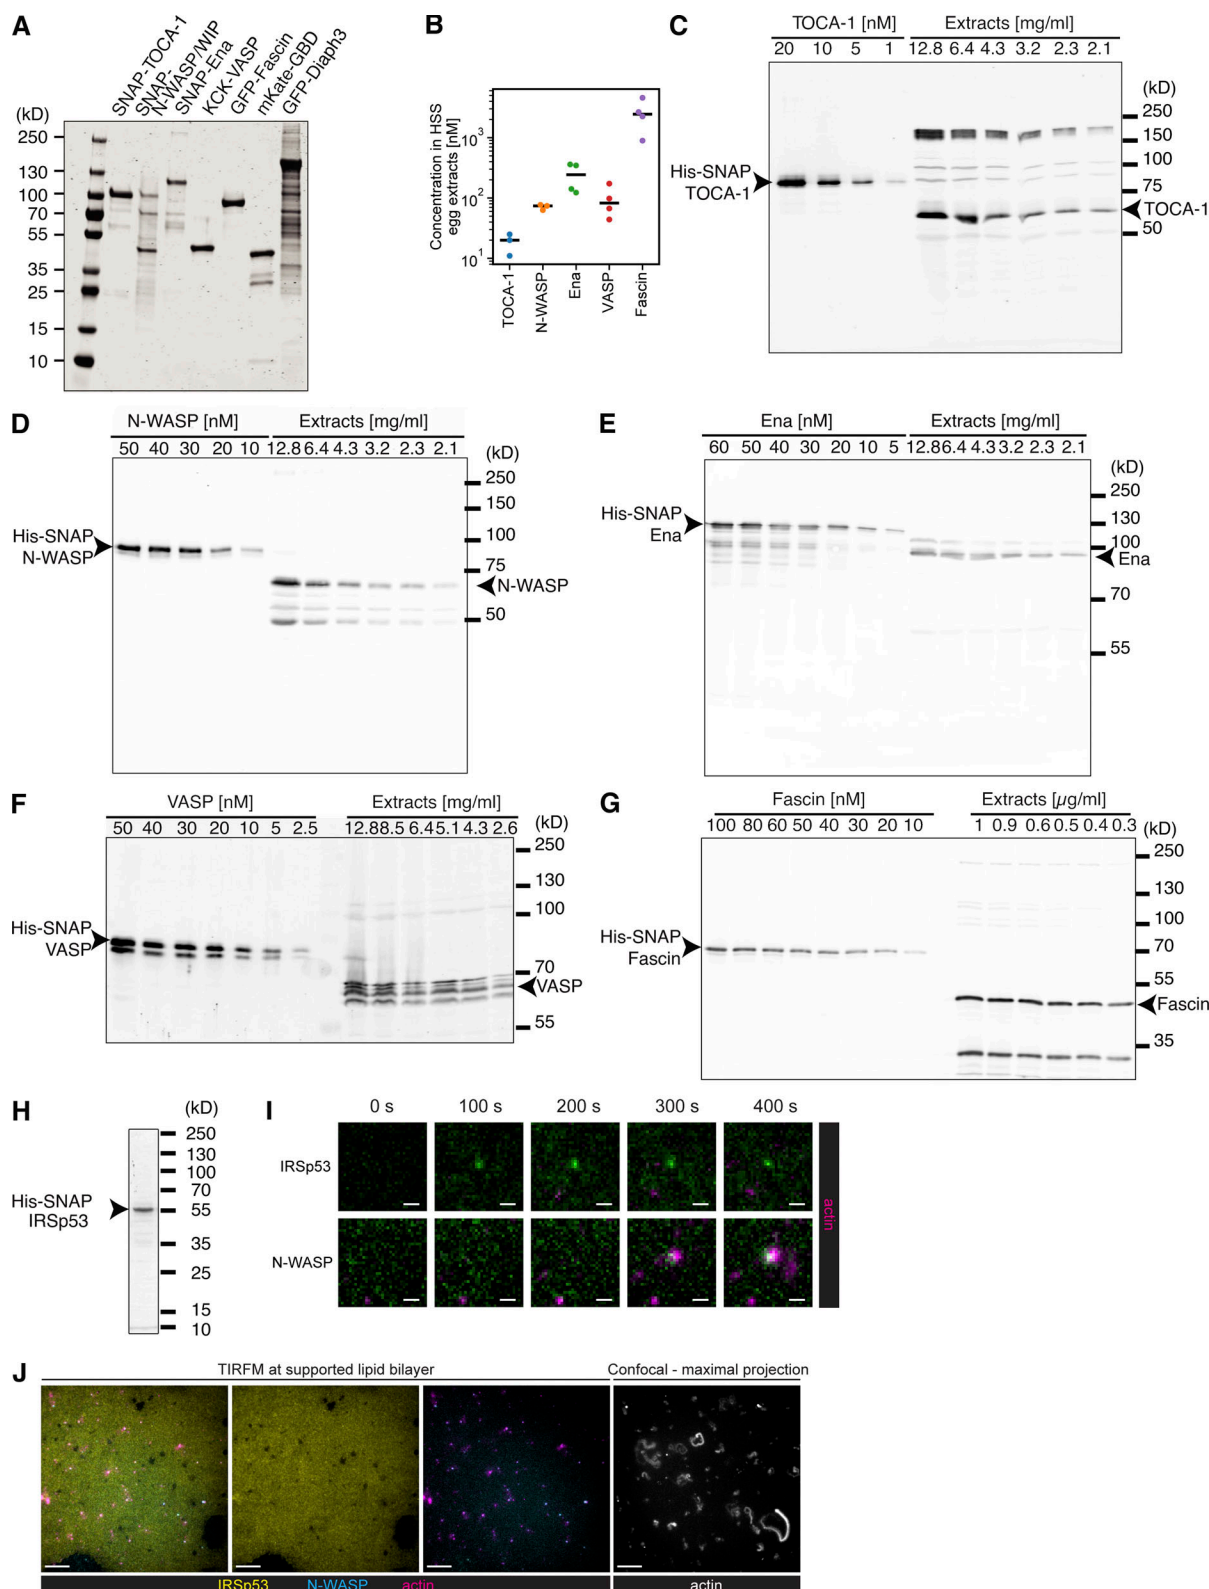 A
SNAP-TOCA-1
SNAP-
N-WASP/WIP
SNAP-Ena
KCK-VASP
GFP-Fascin
mKate-GBD
GFP-Diaph3
(kD)
250
130
100
70
55
35
25
15
10
B
Concentration in HSS
egg extracts [nM]
10³
10²
10¹
TOCA-1
N-WASP
Ena
VASP
Fascin
C
TOCA-1 [nM] Extracts [mg/ml]
20 10 5 1 12.8 6.4 4.3 3.2 2.3 2.1
(kD)
250
150
100
75
50
His-SNAP
TOCA-1
TOCA-1
D
N-WASP [nM] Extracts [mg/ml]
50 40 30 20 10 12.8 6.4 4.3 3.2 2.3 2.1
(kD)
250
150
100
75
50
His-SNAP
N-WASP
N-WASP
E
Ena [nM] Extracts [mg/ml]
60 50 40 30 20 10 5 12.8 6.4 4.3 3.2 2.3 2.1
(kD)
250
130
100
70
55
His-SNAP
Ena
Ena
F
VASP [nM] Extracts [mg/ml]
50 40 30 20 10 5 2.5 12.8 8.5 6.4 5.1 4.3 2.6
(kD)
250
130
100
70
55
His-SNAP
VASP
VASP
G
Fascin [nM] Extracts [µg/ml]
100 80 60 50 40 30 20 10 1 0.9 0.6 0.5 0.4 0.3
(kD)
250
130
100
70
55
35
His-SNAP
Fascin
Fascin
H
(kD)
250
130
100
70
55
35
25
15
10
His-SNAP
IRSp53
I
0 s 100 s 200 s 300 s 400 s
IRSp53
N-WASP
actin
J
TIRFM at supported lipid bilayer Confocal - maximal projection
IRSp53 N-WASP actin actin